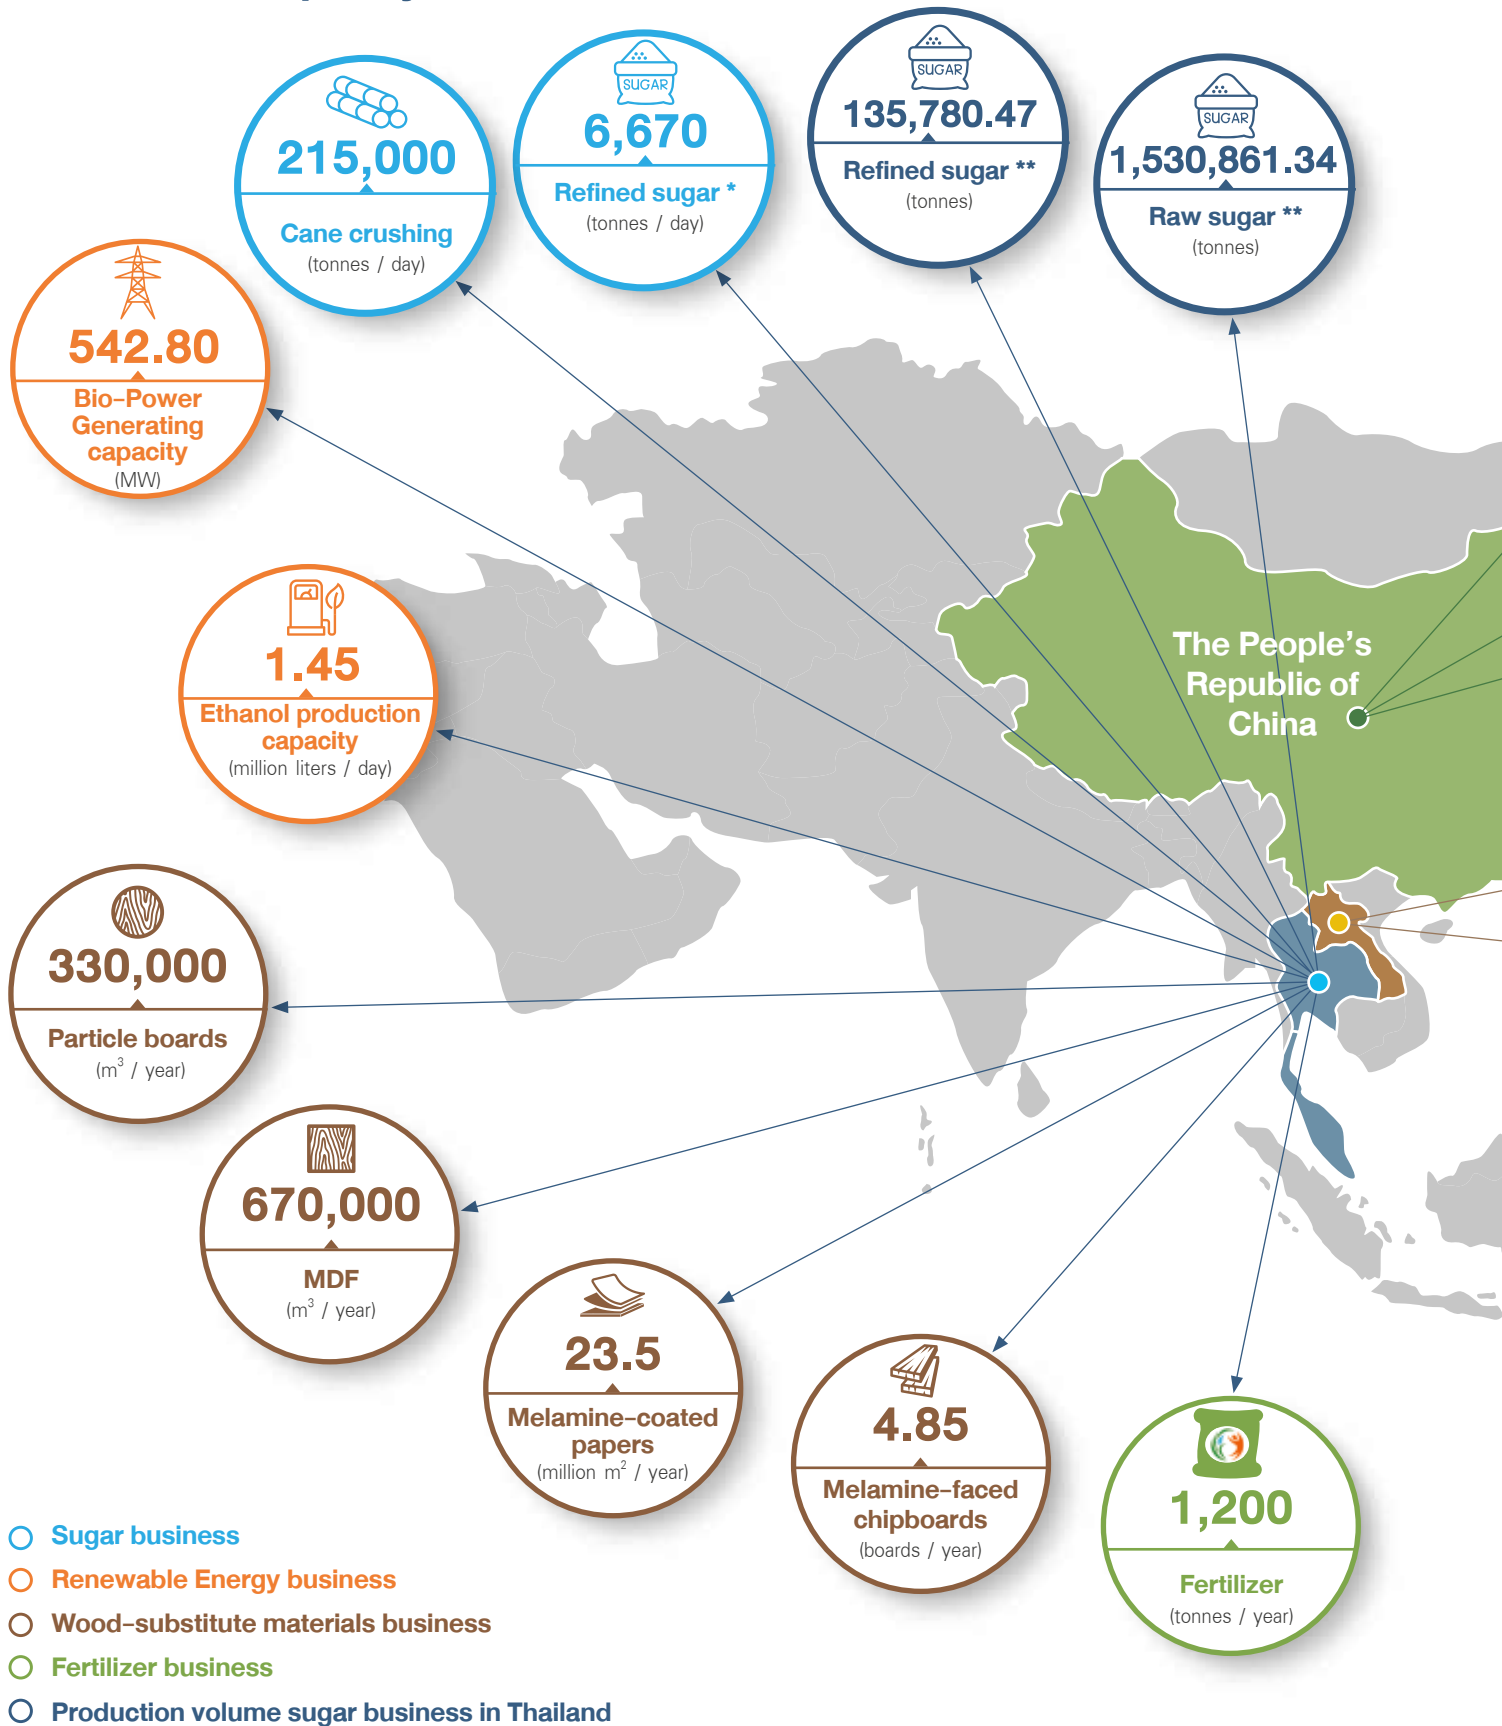 SUGAR
135,780.47
Refined sugar **
(tonnes)
SUGAR
6,670
Refined sugar *
(tonnes / day)
SUGAR
1,530,861.34
Raw sugar **
(tonnes)
215,000
Cane crushing
(tonnes / day)
542.80
Bio-Power
Generating
capacity
(MW)
1.45
Ethanol production
capacity
(million liters / day)
The People's
Republic of
China
330,000
Particle boards
(m³ / year)
670,000
MDF
(m³ / year)
23.5
Melamine-coated
papers
(million m² / year)
4.85
Melamine-faced
chipboards
(boards / year)
1,200
Fertilizer
(tonnes / year)
Sugar business
Renewable Energy business
Wood-substitute materials business
Fertilizer business
Production volume sugar business in Thailand